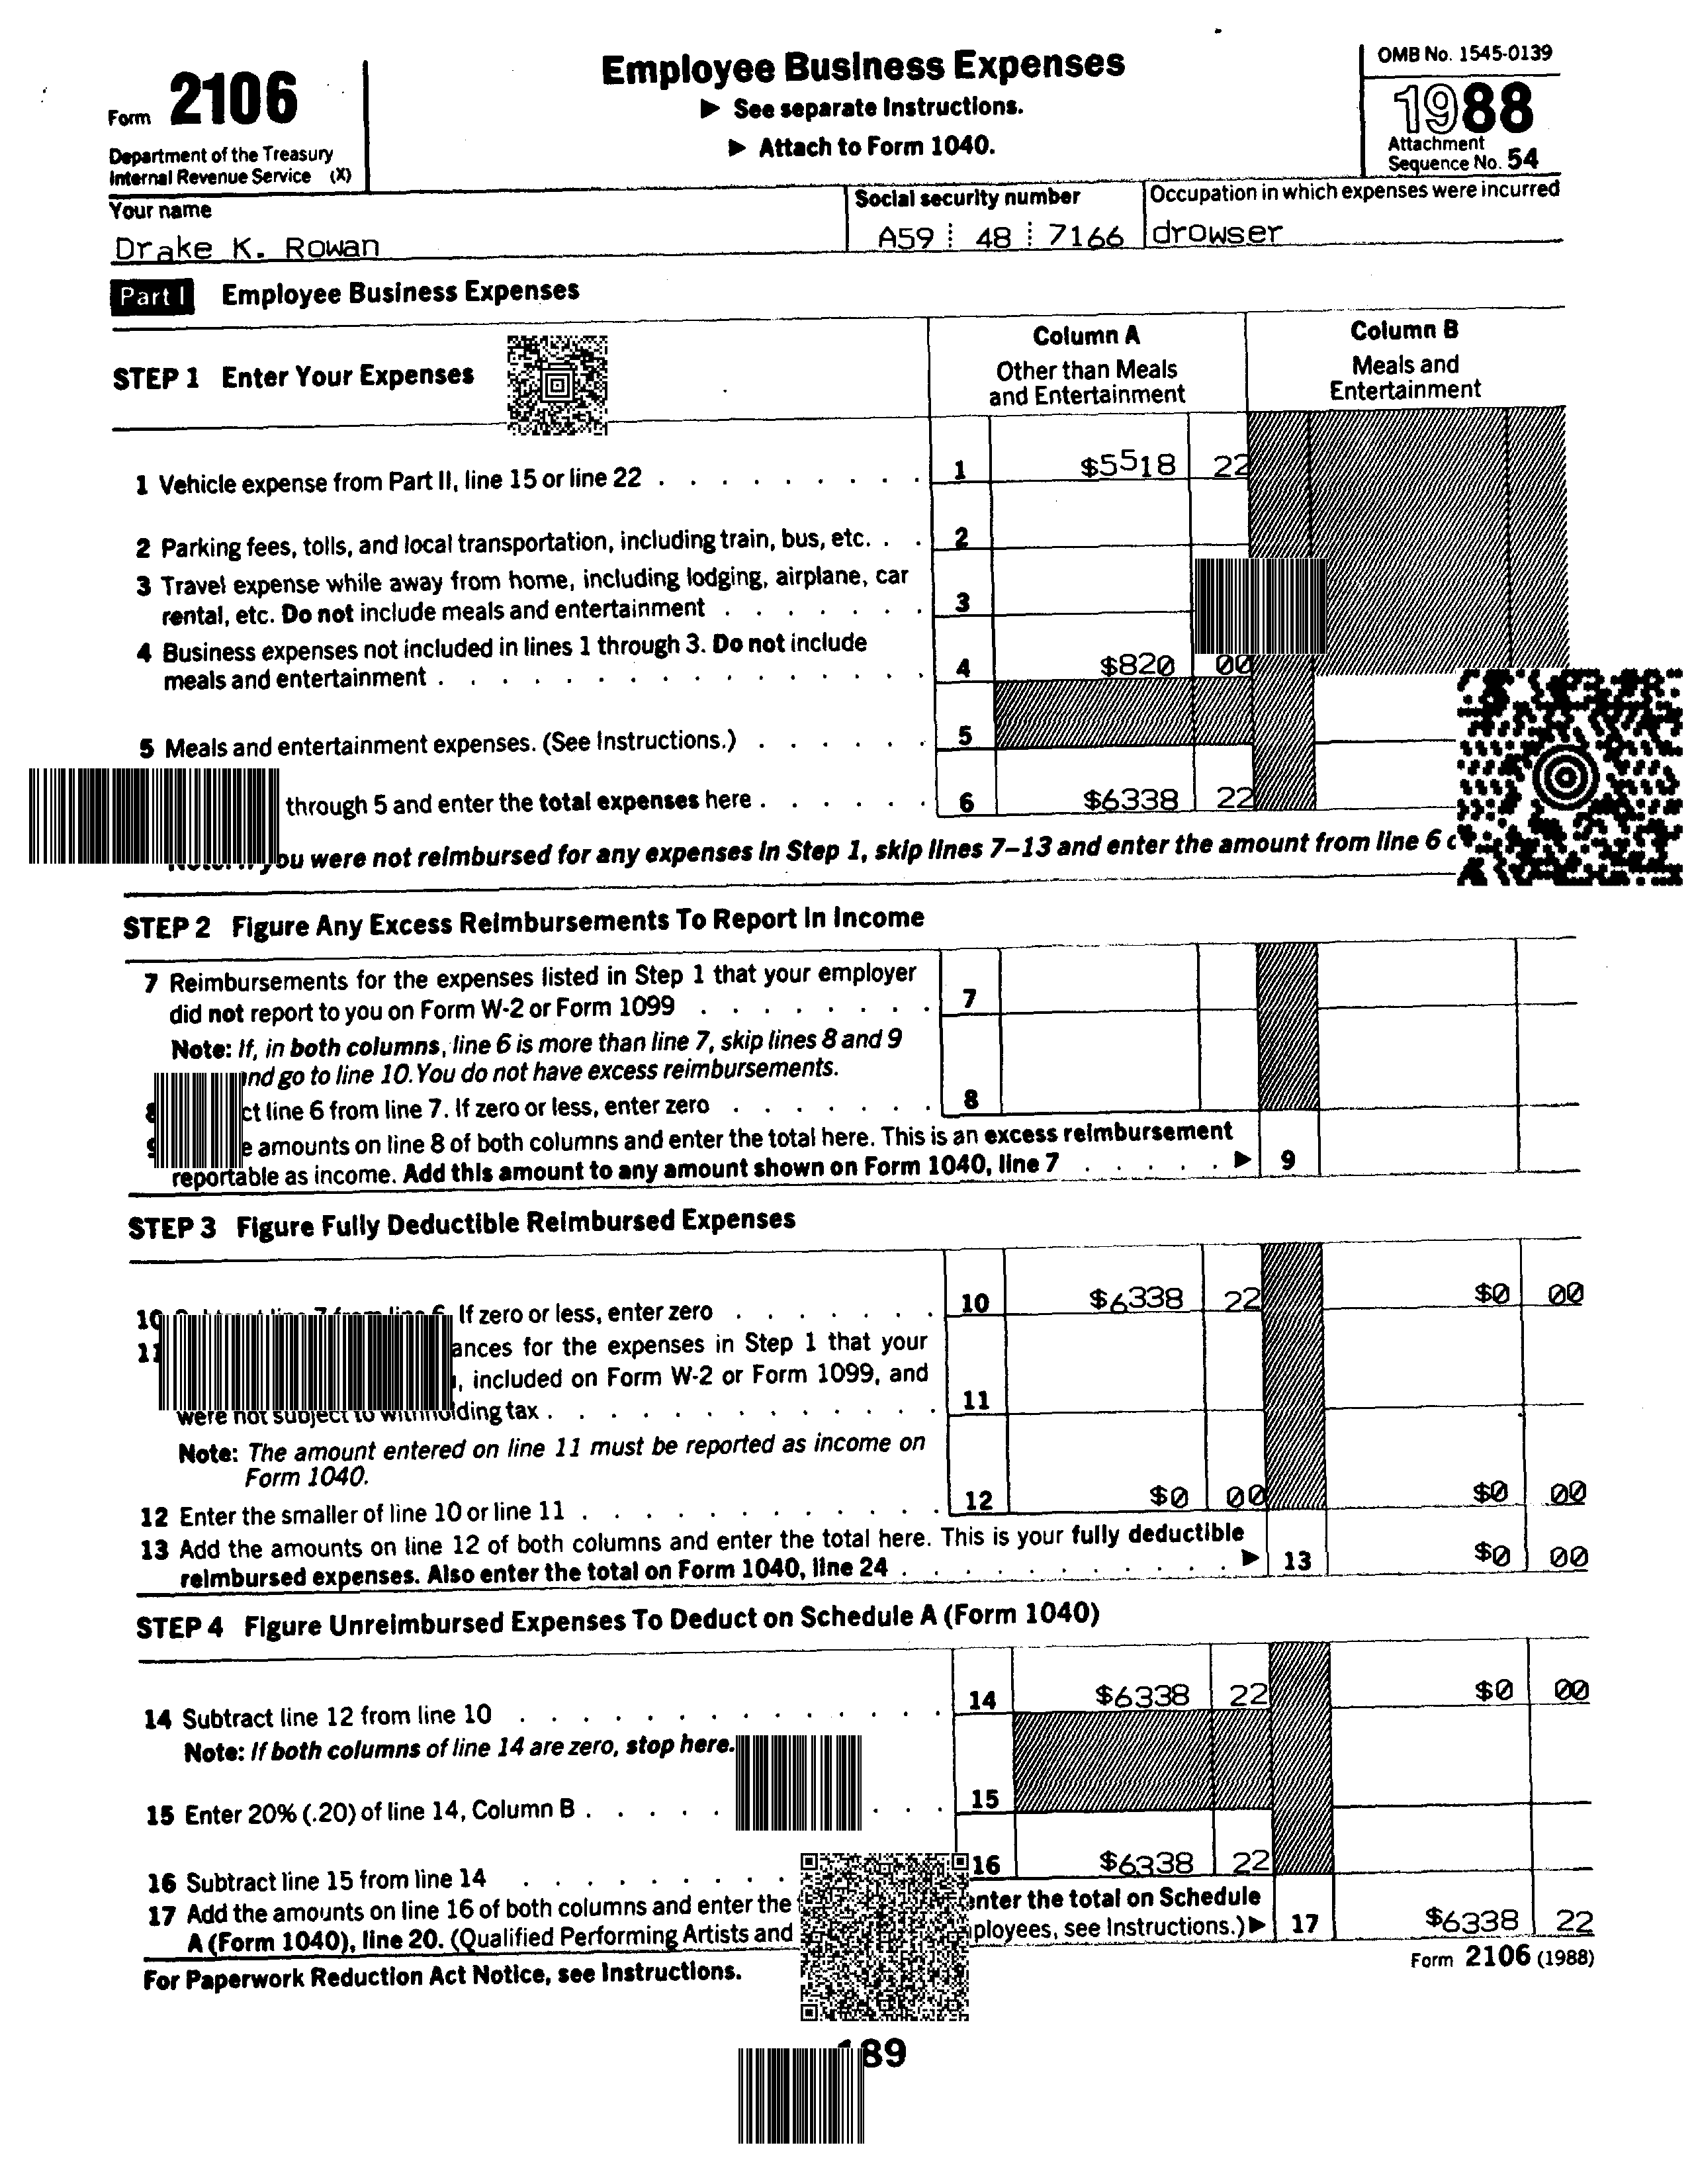 Form 2106
Department of the Treasury
Internal Revenue Service (X)
Employee Business Expenses
▶ See separate Instructions.
▶ Attach to Form 1040.
OMB No. 1545-0139
1988
Attachment
Sequence No. 54
Your name
Drake K. Rowan
Social security number
A59 48 7166
Occupation in which expenses were incurred
drowser
Part I Employee Business Expenses
STEP 1 Enter Your Expenses
Column A
Other than Meals
and Entertainment
Column B
Meals and
Entertainment
1 Vehicle expense from Part II, line 15 or line 22 . . . . . . . . . 1 $5518 22
2 Parking fees, tolls, and local transportation, including train, bus, etc. . . 2
3 Travel expense while away from home, including lodging, airplane, car
rental, etc. Do not include meals and entertainment . . . . . . . 3
4 Business expenses not included in lines 1 through 3. Do not include
meals and entertainment . . . . . . . . . . . . . . . . 4 $820 00
5 Meals and entertainment expenses. (See Instructions.) . . . . . . 5
through 5 and enter the total expenses here . . . . . . 6 $6338 22
you were not reimbursed for any expenses in Step 1, skip lines 7–13 and enter the amount from line 6
STEP 2 Figure Any Excess Reimbursements To Report In Income
7 Reimbursements for the expenses listed in Step 1 that your employer
did not report to you on Form W-2 or Form 1099 . . . . . . . . 7
Note: If, in both columns, line 6 is more than line 7, skip lines 8 and 9
and go to line 10. You do not have excess reimbursements.
line 6 from line 7. If zero or less, enter zero . . . . . . . 8
amounts on line 8 of both columns and enter the total here. This is an excess reimbursement
reportable as income. Add this amount to any amount shown on Form 1040, line 7 . . . . . ▶ 9
STEP 3 Figure Fully Deductible Reimbursed Expenses
10 If zero or less, enter zero . . . . . . . 10 $6338 22 $0 00
11 for the expenses in Step 1 that your
included on Form W-2 or Form 1099, and
were not subject to withholding tax . . . . . . . . . . . . . 11
Note: The amount entered on line 11 must be reported as income on
Form 1040.
12 Enter the smaller of line 10 or line 11 . . . . . . . . . . . . 12 $0 00 $0 00
13 Add the amounts on line 12 of both columns and enter the total here. This is your fully deductible
reimbursed expenses. Also enter the total on Form 1040, line 24 . . . . . . . . . . . ▶ 13 $0 00
STEP 4 Figure Unreimbursed Expenses To Deduct on Schedule A (Form 1040)
14 Subtract line 12 from line 10 . . . . . . . . . . . . . . 14 $6338 22 $0 00
Note: If both columns of line 14 are zero, stop here.
15 Enter 20% (.20) of line 14, Column B . . . . . . . . 15
16 Subtract line 15 from line 14 . . . . . . . . . 16 $6338 22
17 Add the amounts on line 16 of both columns and enter the enter the total on Schedule
A (Form 1040), line 20. (Qualified Performing Artists and see Instructions.) ▶ 17 $6338 22
For Paperwork Reduction Act Notice, see Instructions.
Form 2106 (1988)